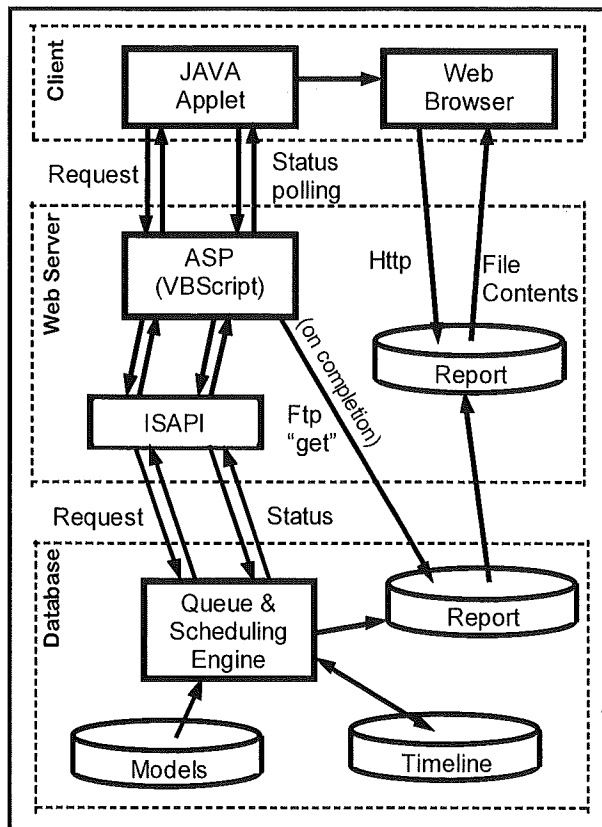 Client
JAVA
Applet
Web
Browser
Request
Status
polling
Web Server
ASP
(VBScript)
Http
File
Contents
(on completion)
Report
ISAPI
Ftp
"get"
Request
Status
Database
Queue &
Scheduling
Engine
Report
Models
Timeline